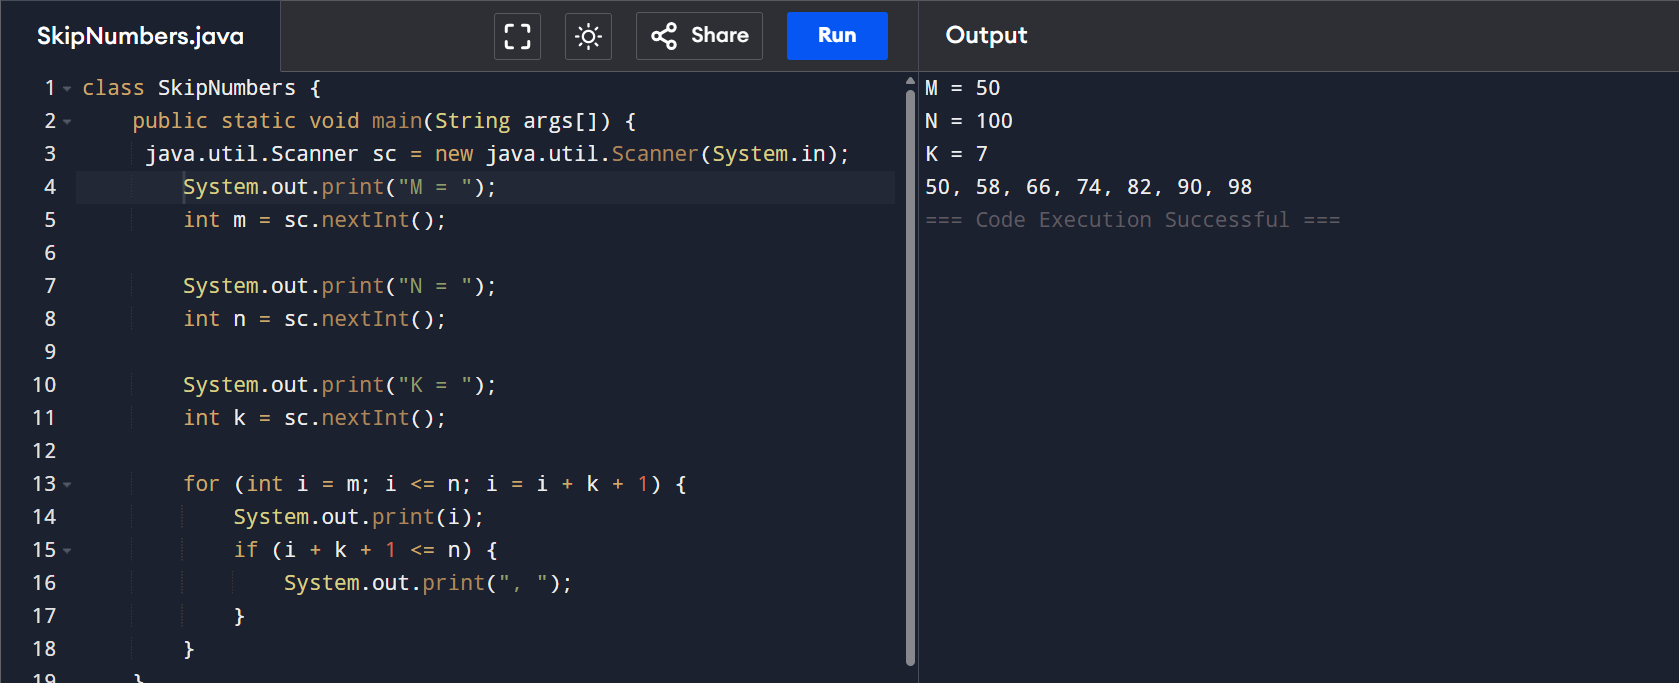 SkipNumbers.java
Share
Run
Output
1 class SkipNumbers {
2     public static void main(String args[]) {
3      java.util.Scanner sc = new java.util.Scanner(System.in);
4         System.out.print("M = ");
5         int m = sc.nextInt();
6
7         System.out.print("N = ");
8         int n = sc.nextInt();
9
10         System.out.print("K = ");
11         int k = sc.nextInt();
12
13         for (int i = m; i <= n; i = i + k + 1) {
14             System.out.print(i);
15             if (i + k + 1 <= n) {
16                 System.out.print(", ");
17             }
18         }
19     }
M = 50
N = 100
K = 7
50, 58, 66, 74, 82, 90, 98
=== Code Execution Successful ===